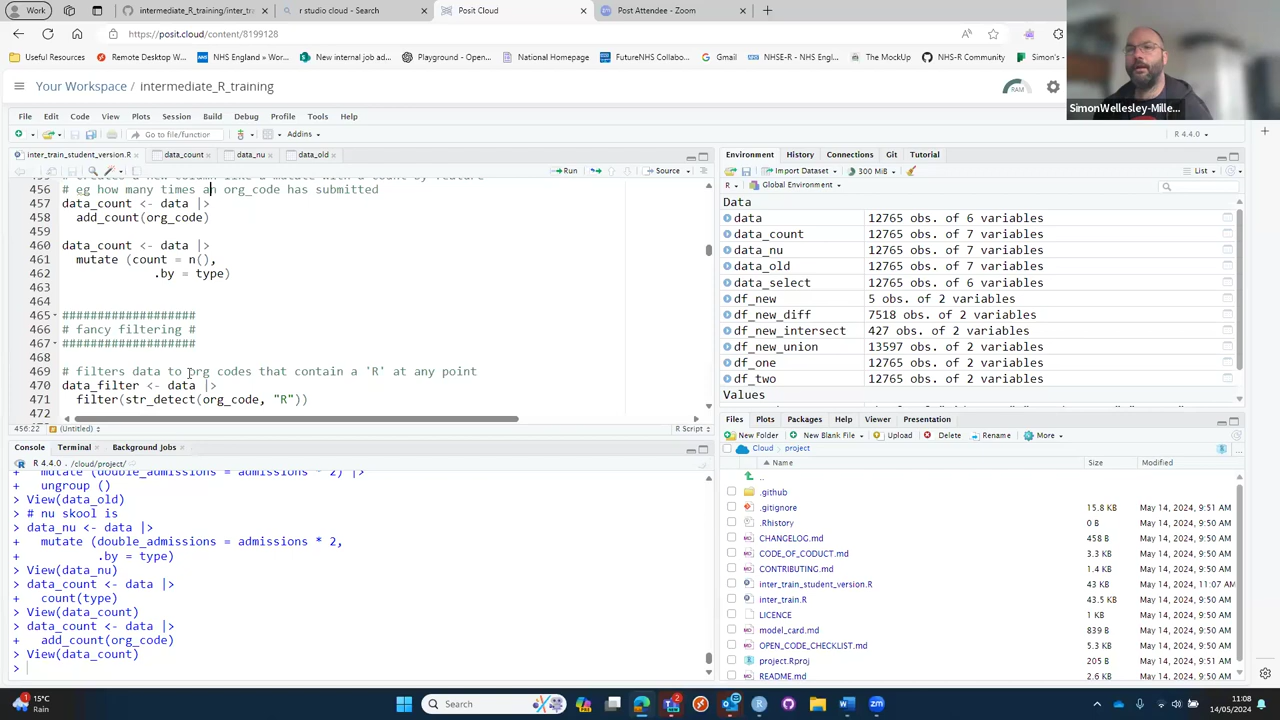 intermediate_R_training/inter_tra
r studio cloud - Search
Posit Cloud
Post Attendee - Zoom
https://posit.cloud/content/8199128
Useful Resources
Remote Desktop W...
NHS England > Wor...
New internal job ad...
Playground - Open...
Homepage - Power...
FutureNHS Collabor...
Gmail
NHSE-R - NHS Engl...
The MockUp
NHS-R Community
Simon's
SimonWellesley-Mille...
Your Workspace / intermediate_R_training
RAM
File Edit Code View Plots Session Build Debug Profile Tools Help
Go to file/function
Addins
R 4.4.0
inter_train_student_version.R
data_count
data_nu
data_old
Source on Save
Run
Source
456 # eg how many times an org_code has submitted
457 data_count <- data |>
458 add_count(org_code)
459
460 data_count <- data |>
461 mutate (count = n(),
462 .by = type)
463
464
465 ###################
466 # fancy filtering #
467 ###################
468
469 # filters data to org codes that contain a 'R' at any point
470 data_filter <- data |>
471 filter(str_detect(org_code, "R"))
472
456:22 (Untitled)
R Script
Console Terminal Background Jobs
R 4.4.0 . /cloud/project/
+ mutate (double_admissions = admissions * 2) |>
+ ungroup ()
> View(data_old)
> # nu skool is
> data_nu <- data |>
+ mutate (double_admissions = admissions * 2,
+ .by = type)
> View(data_nu)
> data_count <- data |>
+ count(type)
> View(data_count)
> data_count <- data |>
+ add_count(org_code)
> View(data_count)
>
Environment History Connections Git Tutorial
Import Dataset
300 MiB
List
R
Global Environment
Data
data 12765 obs. of 6 variables
data_count 12765 obs. of 7 variables
data_nu 12765 obs. of 7 variables
data_old 12765 obs. of 7 variables
data_select 12765 obs. of 6 variables
df_new 5 obs. of 2 variables
df_new_diff 7518 obs. of 2 variables
df_new_intersect 427 obs. of 2 variables
df_new_union 13597 obs. of 2 variables
df_one 12765 obs. of 2 variables
df_two 12765 obs. of 2 variables
Values
Files Plots Packages Help Viewer Presentation
New Folder New Blank File Upload Delete Rename More
Cloud project
Name Size Modified
..
.github
.gitignore 15.8 KB May 14, 2024, 9:51 AM
.Rhistory 0 B May 14, 2024, 9:50 AM
CHANGELOG.md 458 B May 14, 2024, 9:50 AM
CODE_OF_CODUCT.md 3.3 KB May 14, 2024, 9:50 AM
CONTRIBUTING.md 1.4 KB May 14, 2024, 9:50 AM
inter_train_student_version.R 43 KB May 14, 2024, 11:07 AM
inter_train.R 43.5 KB May 14, 2024, 9:50 AM
LICENCE 1 KB May 14, 2024, 9:50 AM
model_card.md 839 B May 14, 2024, 9:50 AM
OPEN_CODE_CHECKLIST.md 2 KB May 14, 2024, 9:50 AM
project.Rproj 205 B May 14, 2024, 9:50 AM
README.md May 14, 2024, 9:50 AM
15°C
Rain
Search
11:08
14/05/2024